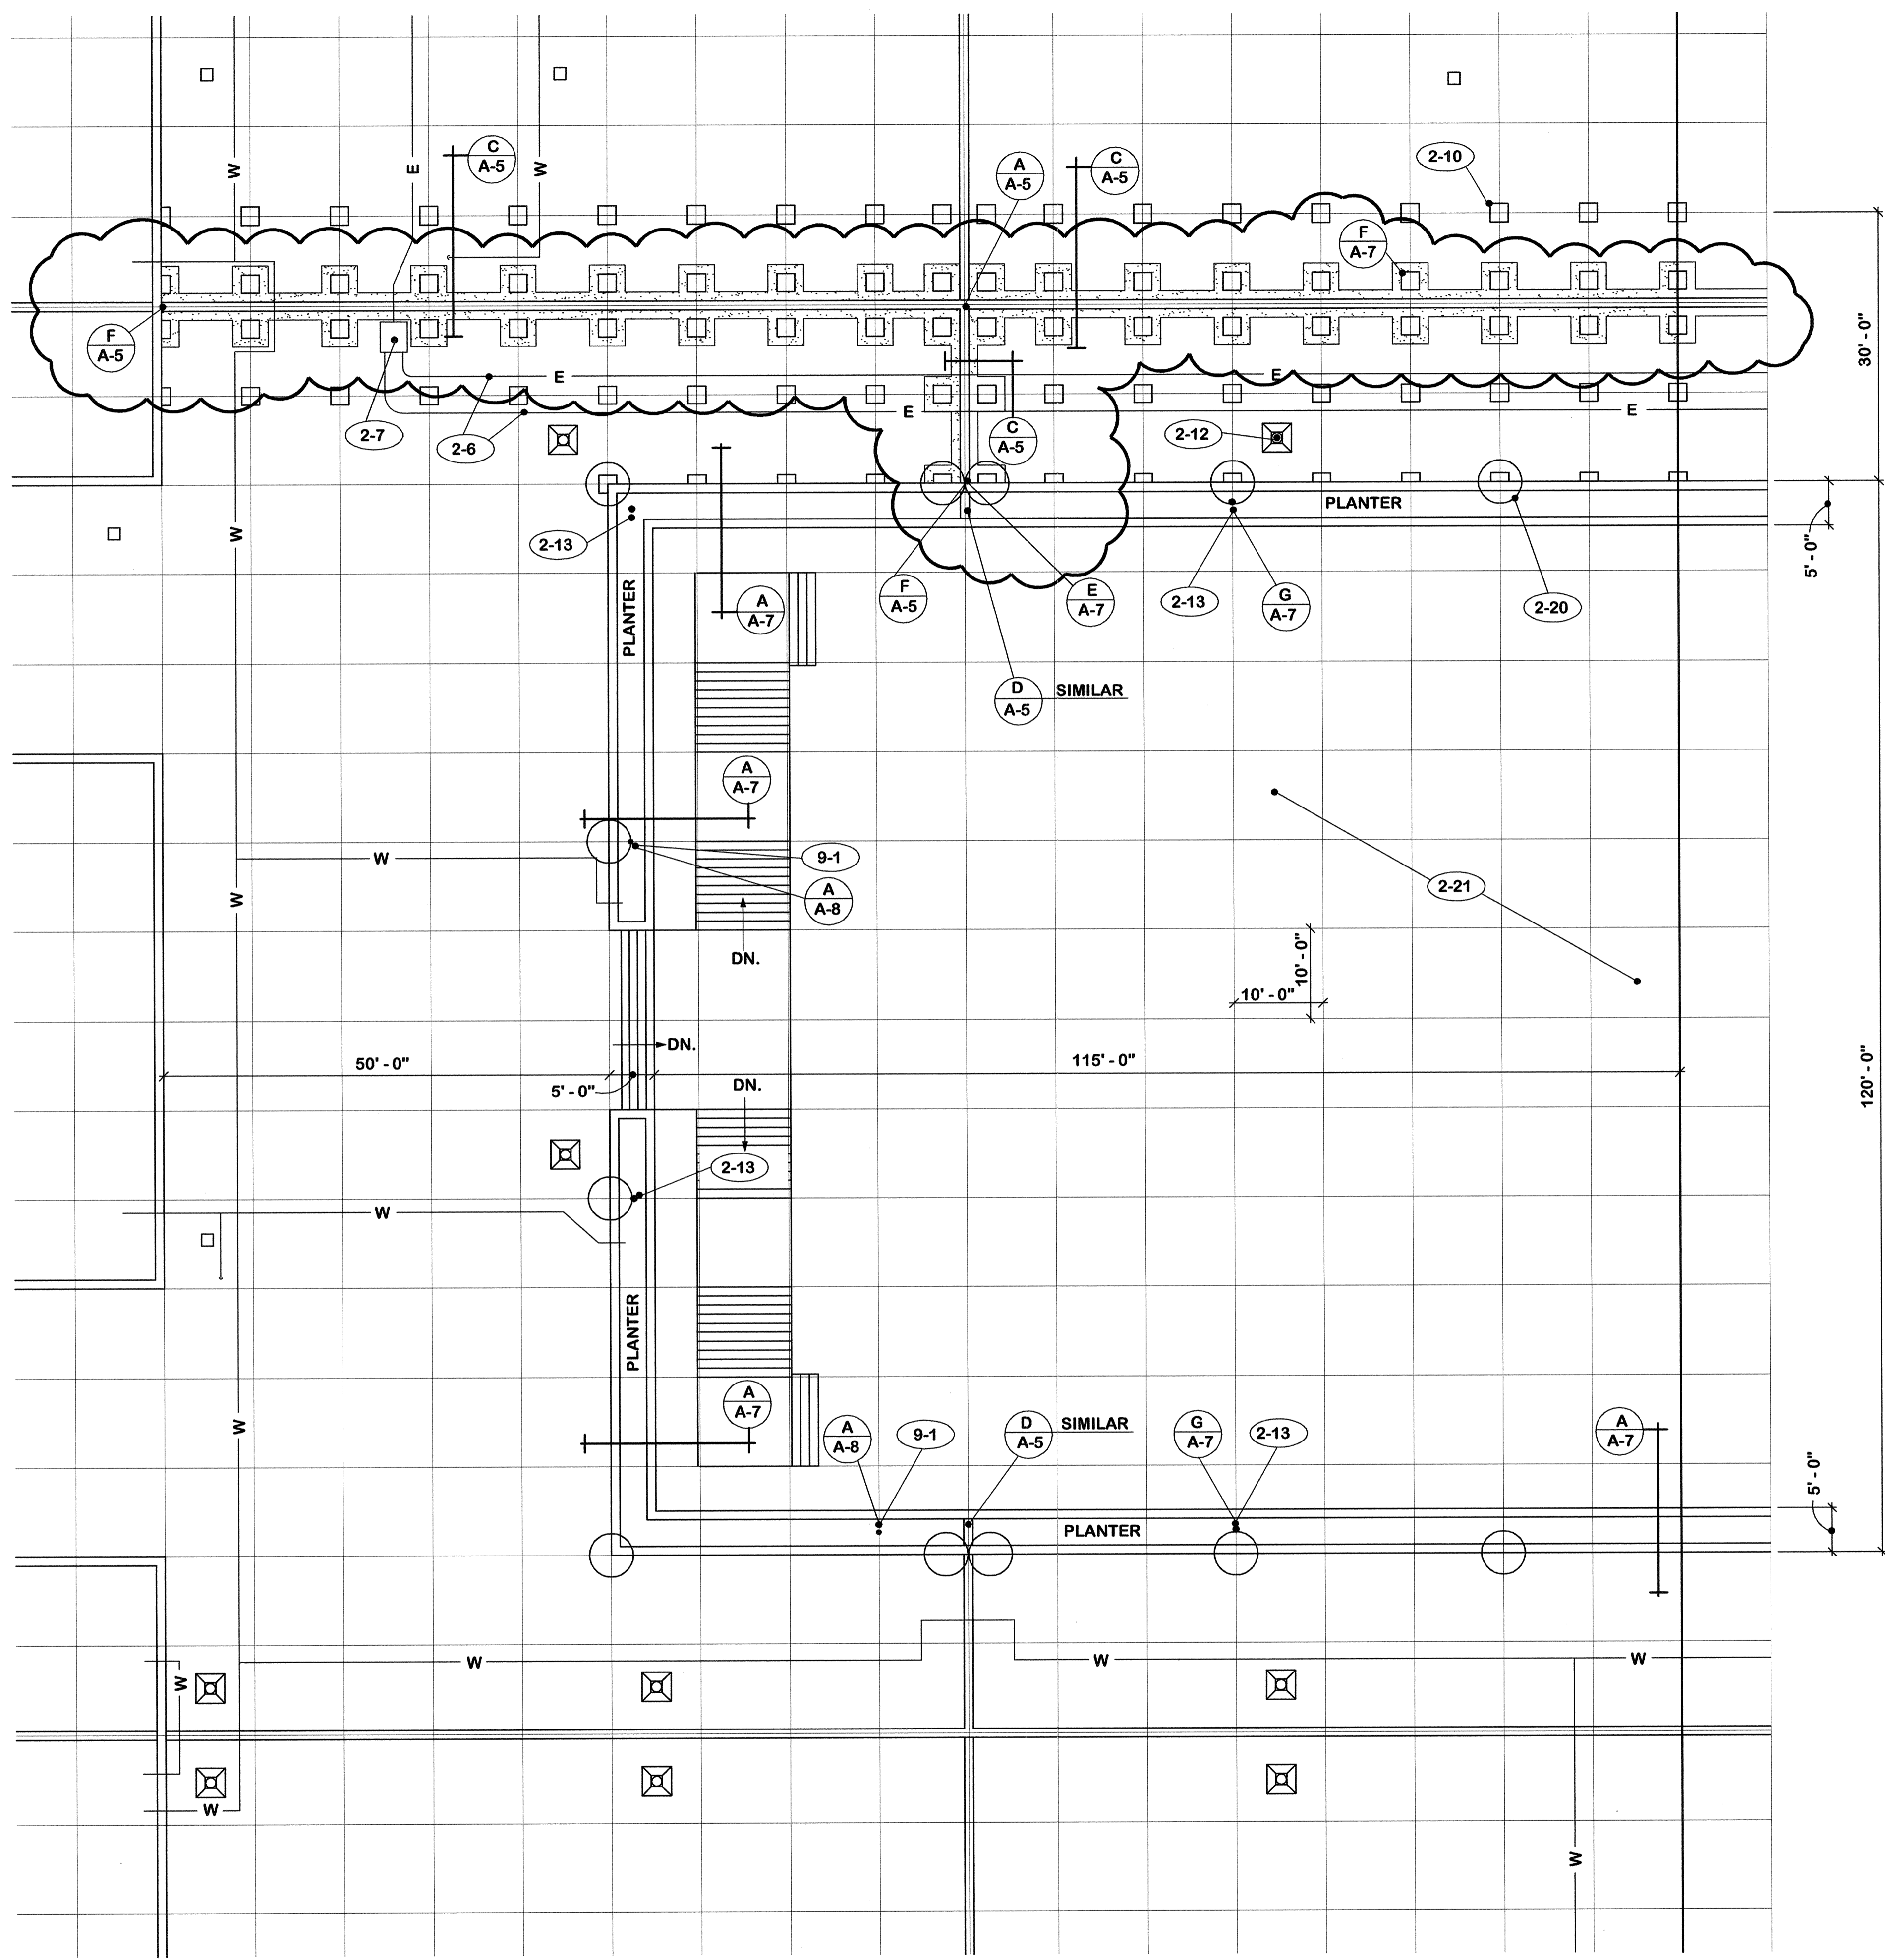 C
A-5
A
A-5
C
A-5
2-10
W
E
W
F
A-7
F
A-5
30' - 0"
E
E
E
E
2-7
2-6
C
A-5
2-12
PLANTER
2-13
W
5' - 0"
PLANTER
A
A-7
F
A-5
E
A-7
2-13
G
A-7
2-20
D
A-5
SIMILAR
A
A-7
W
9-1
A
A-8
2-21
W
DN.
10' - 0"
10' - 0"
DN.
50' - 0"
115' - 0"
5' - 0"
DN.
120' - 0"
2-13
W
PLANTER
A
A-7
A
A-8
9-1
D
A-5
SIMILAR
G
A-7
2-13
A
A-7
W
5' - 0"
PLANTER
W
W
W
W
W
W